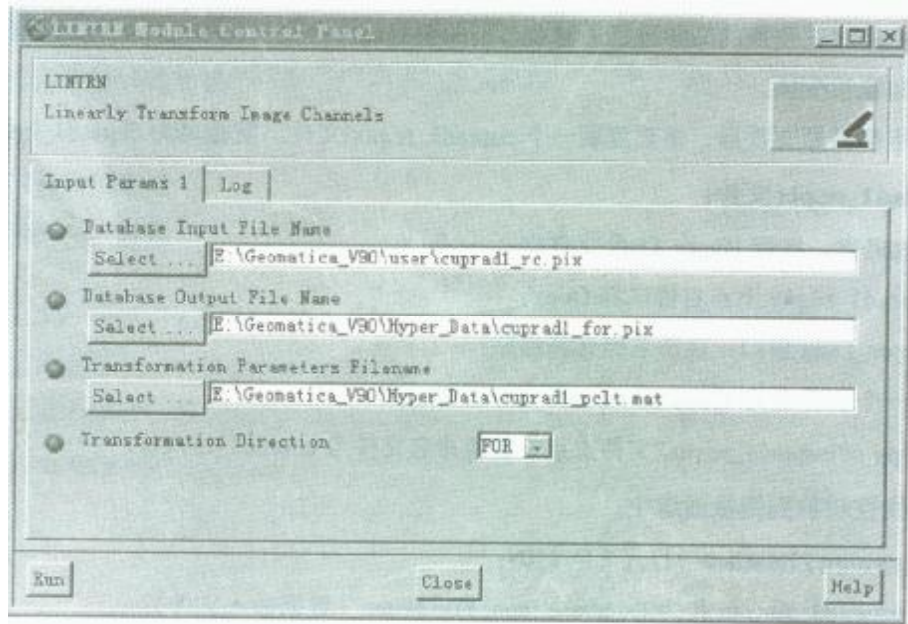 LINTRN Module Control Panel
LINTRN
Linearly Transform Image Channels
Input Params 1 Log
Database Input File Name
Select ... E:\Geomatica_V90\user\cuprad1_rc.pix
Database Output File Name
Select ... E:\Geomatica_V90\Hyper_Data\cuprad1_for.pix
Transformation Parameters Filename
Select ... E:\Geomatica_V90\Hyper_Data\cuprad1_pclt.mat
Transformation Direction FOR
Run Close Help